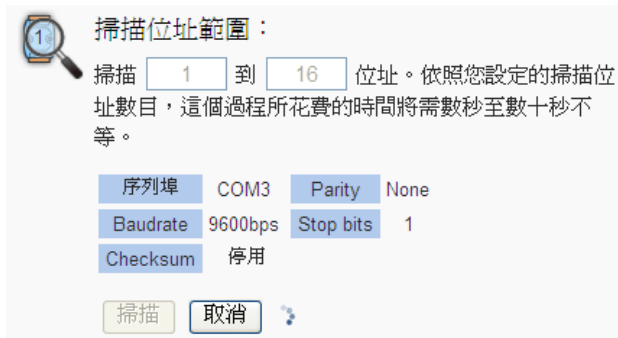 1
掃描位址範圍：
掃描 1 到 16 位址。依照您設定的掃描位
址數目，這個過程所花費的時間將需數秒至數十秒不
等。
序列埠 COM3 Parity None
Baudrate 9600bps Stop bits 1
Checksum 停用
掃描 取消